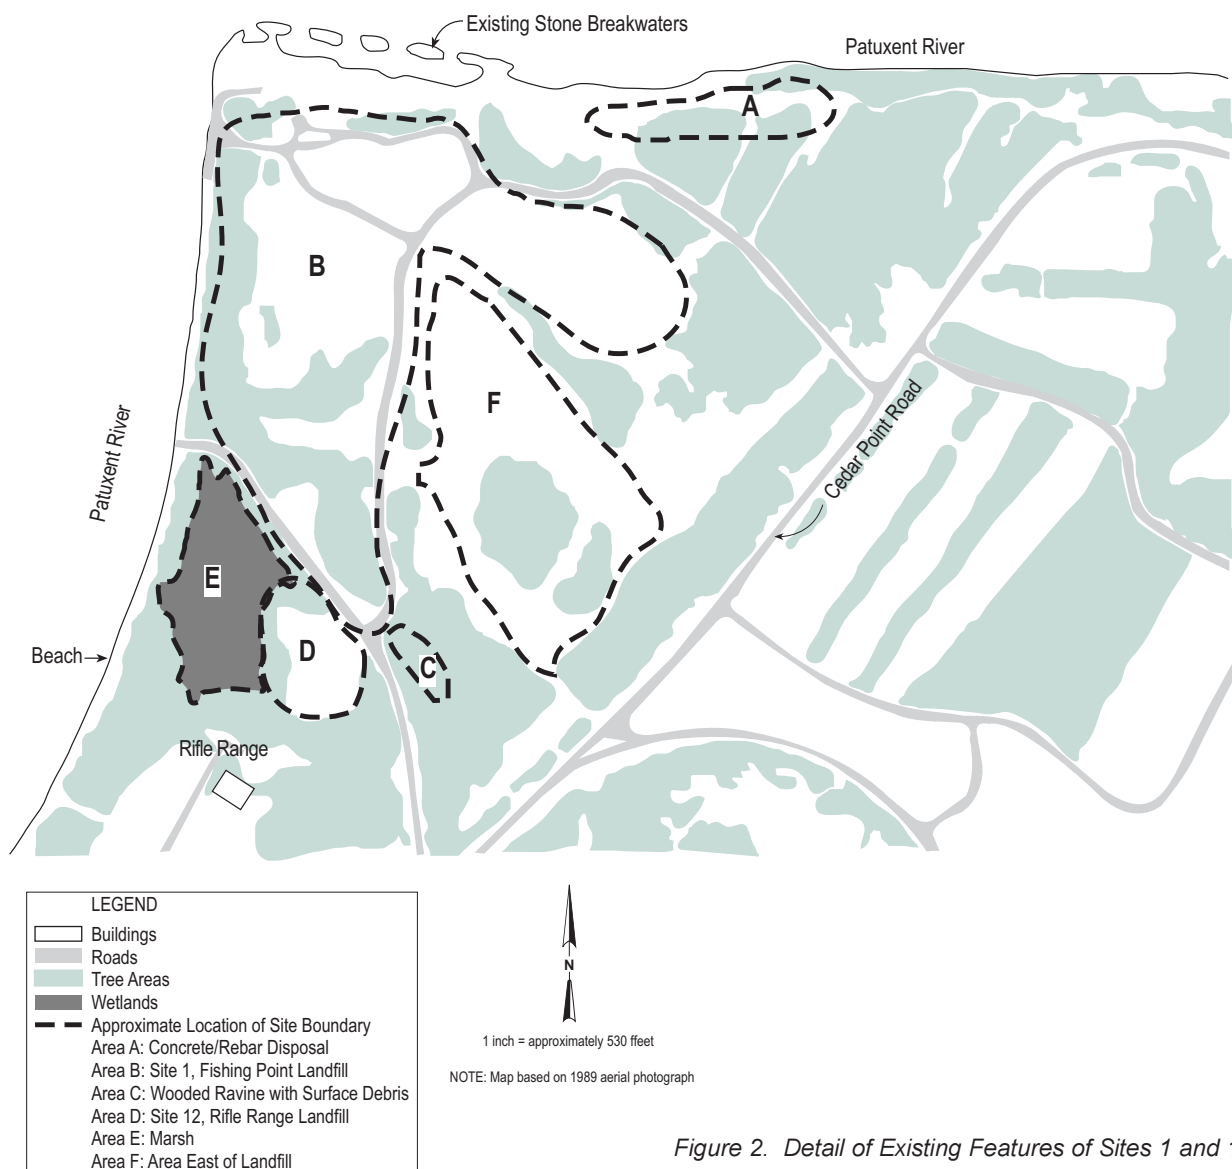 Existing Stone Breakwaters
Patuxent River
A
B
F
Cedar Point Road
Patuxent River
E
D
C
Beach
Rifle Range
LEGEND
Buildings
Roads
Tree Areas
Wetlands
Approximate Location of Site Boundary
Area A: Concrete/Rebar Disposal
Area B: Site 1, Fishing Point Landfill
Area C: Wooded Ravine with Surface Debris
Area D: Site 12, Rifle Range Landfill
Area E: Marsh
Area F: Area East of Landfill
N
1 inch = approximately 530 ffeet
NOTE: Map based on 1989 aerial photograph
Figure 2. Detail of Existing Features of Sites 1 and